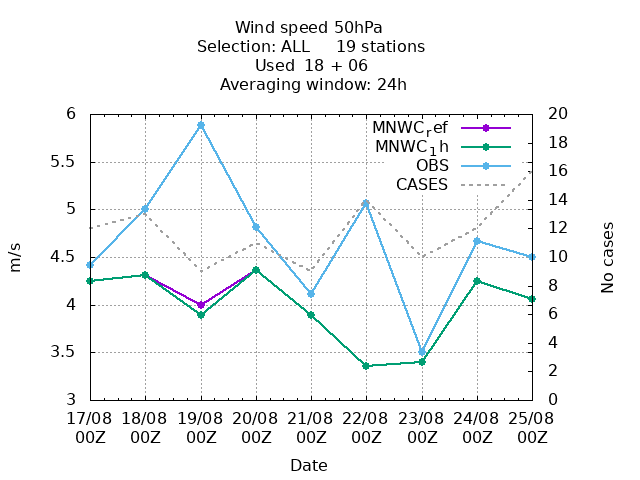 Wind speed 50hPa
Selection: ALL 19 stations
Used 18 + 06
Averaging window: 24h
6
5.5
5
4.5
4
3.5
3
m/s
20
18
16
14
12
10
8
6
4
2
0
No cases
MNWC_ref
MNWC_1h
OBS
CASES
17/08 18/08 19/08 20/08 21/08 22/08 23/08 24/08 25/08
00Z 00Z 00Z 00Z 00Z 00Z 00Z 00Z 00Z
Date